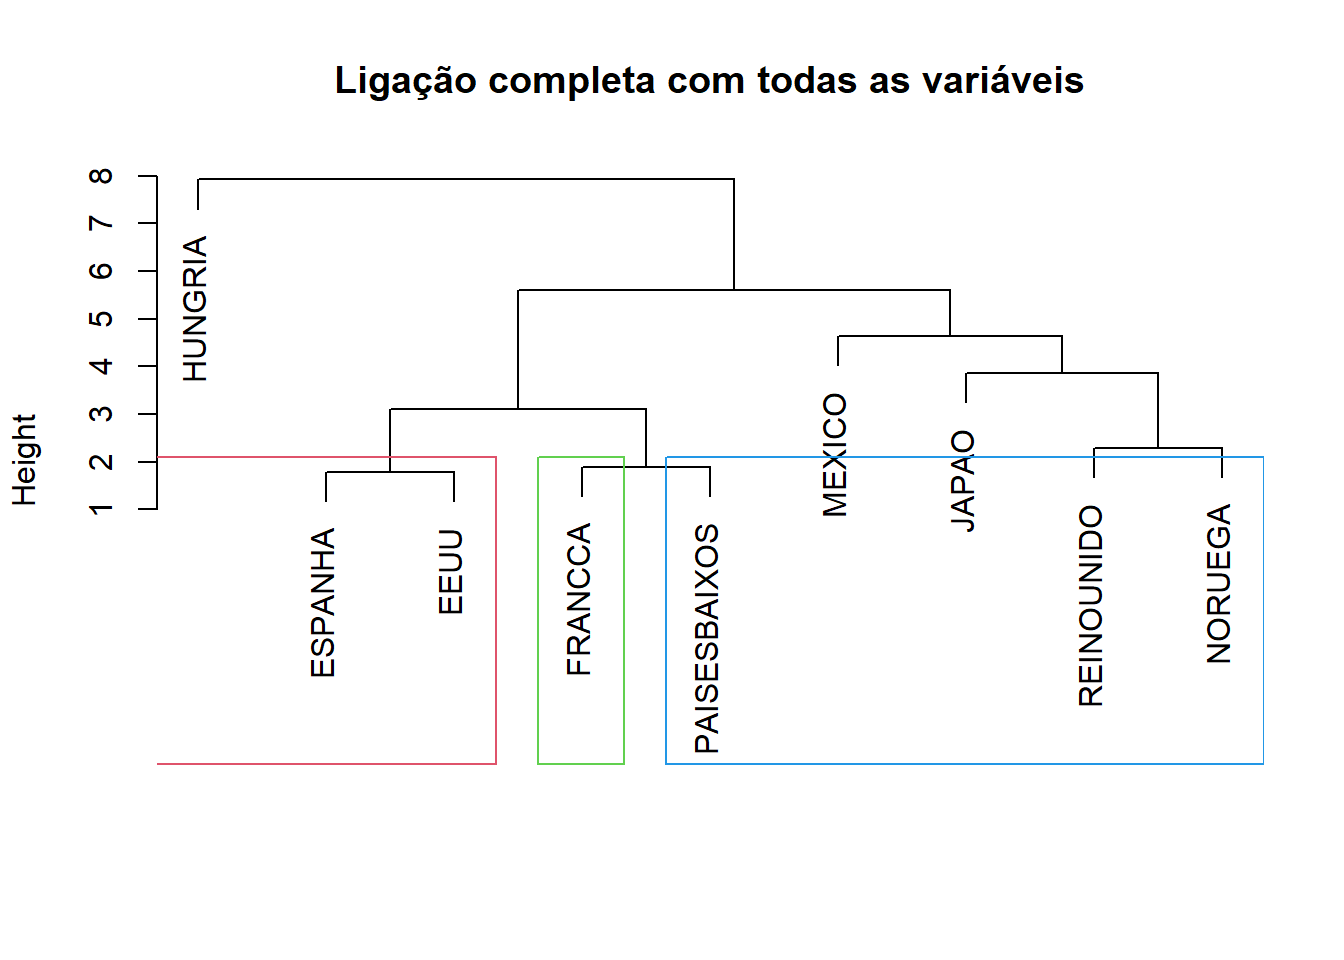 Ligação completa com todas as variáveis
Height
8
7
6
5
4
3
2
1
HUNGRIA
ESPANHA
EEUU
FRANCCA
PAISESBAIXOS
MEXICO
JAPAO
REINOUNIDO
NORUEGA